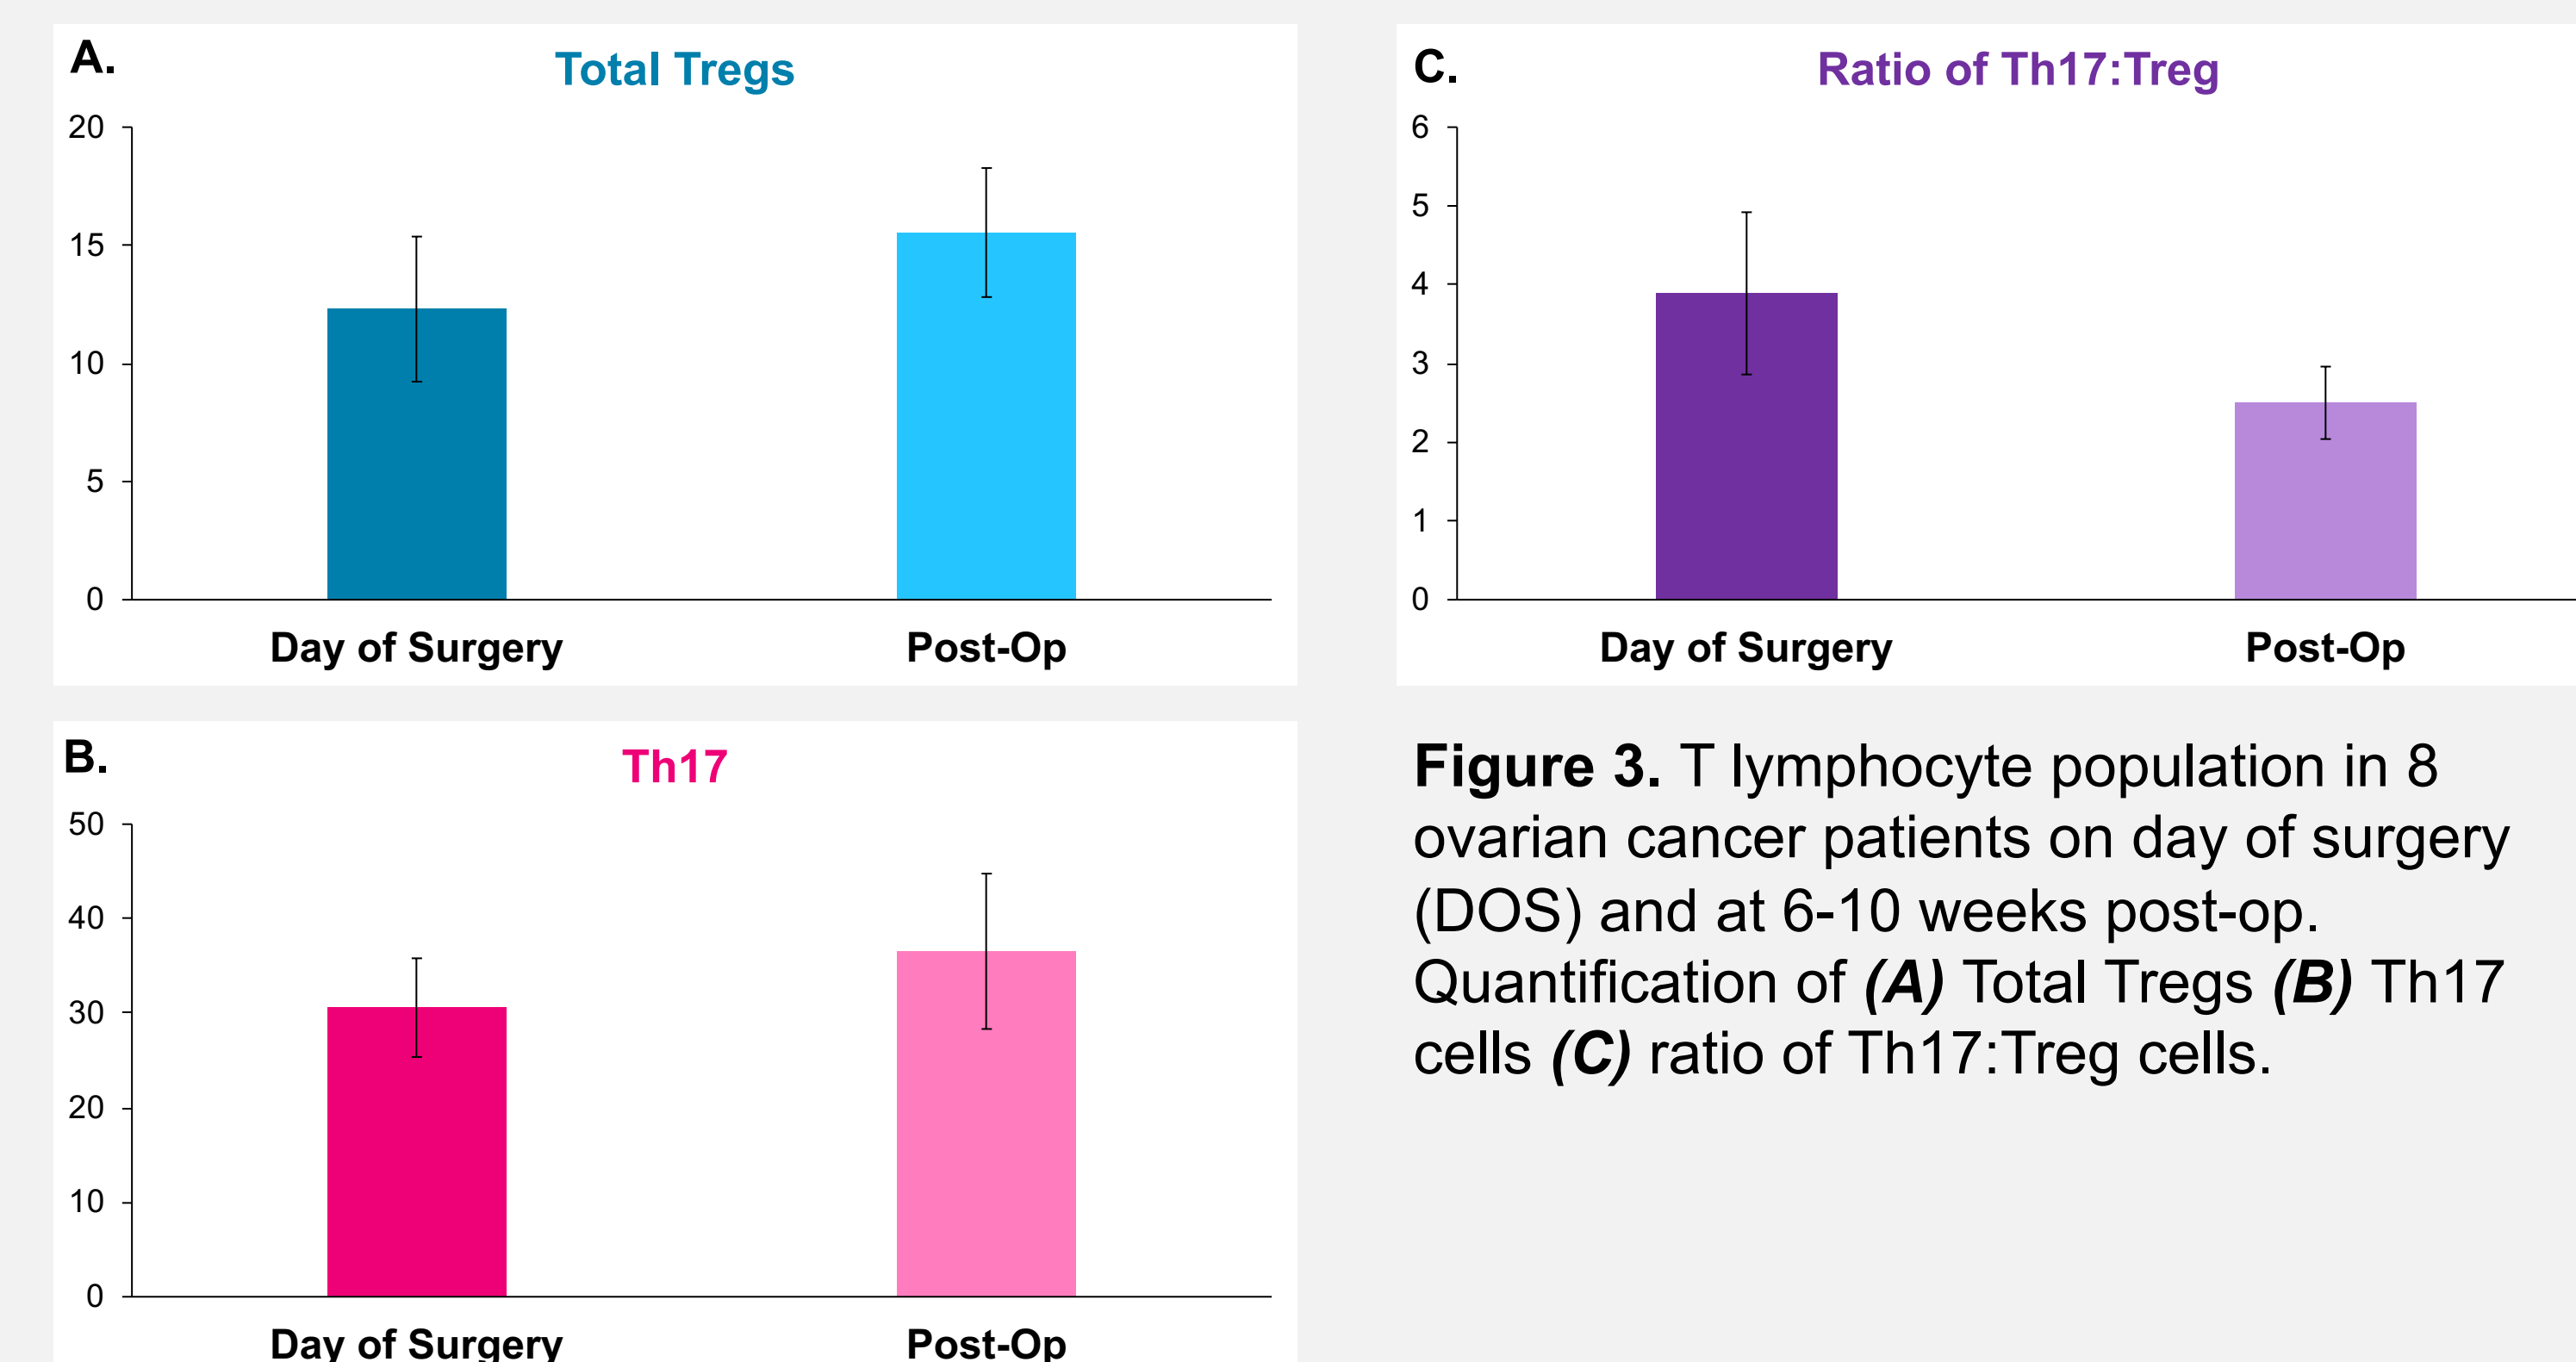 A.
Total Tregs
20
15
10
5
0
Day of Surgery Post-Op
B.
Th17
50
40
30
20
10
0
Day of Surgery Post-Op
C.
Ratio of Th17:Treg
6
5
4
3
2
1
0
Day of Surgery Post-Op
Figure 3. T lymphocyte population in 8
ovarian cancer patients on day of surgery
(DOS) and at 6-10 weeks post-op.
Quantification of (A) Total Tregs (B) Th17
cells (C) ratio of Th17:Treg cells.